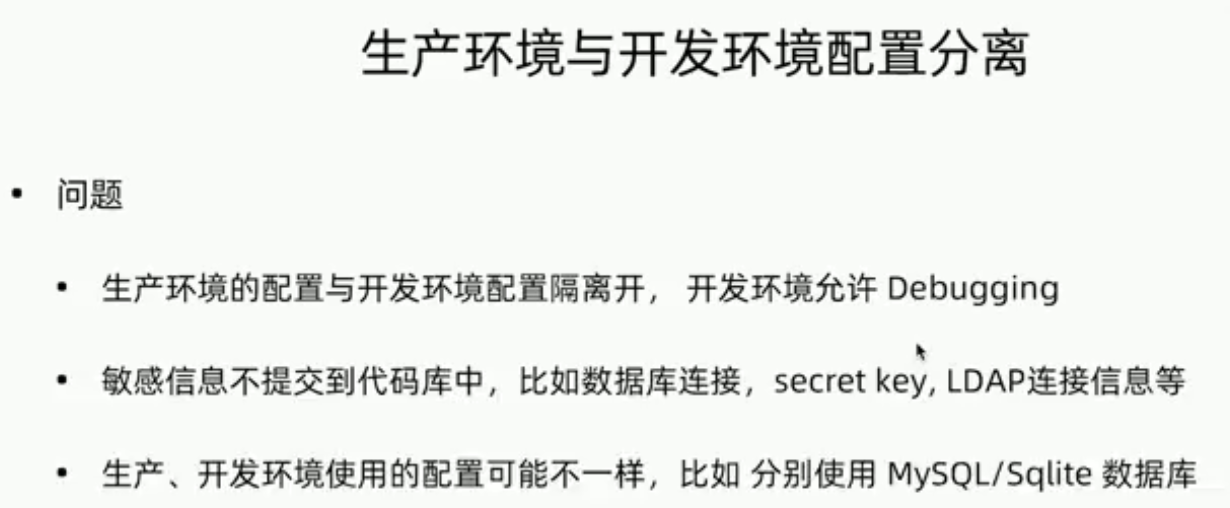 生产环境与开发环境配置分离
• 问题
• 生产环境的配置与开发环境配置隔离开， 开发环境允许 Debugging
• 敏感信息不提交到代码库中，比如数据库连接，secret key, LDAP连接信息等
• 生产、开发环境使用的配置可能不一样，比如 分别使用 MySQL/Sqlite 数据库